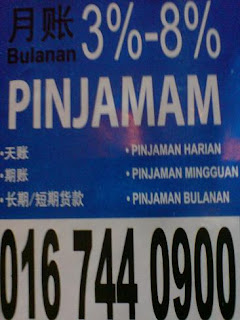 月账 3%-8%
Bulanan
PINJAMAM
•天账 •PINJAMAN HARIAN
•期账 •PINJAMAN MINGGUAN
•长期/短期货款 •PINJAMAN BULANAN
016 744 0900